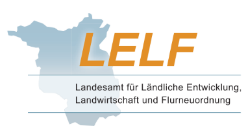 LELF
Landesamt für Ländliche Entwicklung,
Landwirtschaft und Flurneuordnung